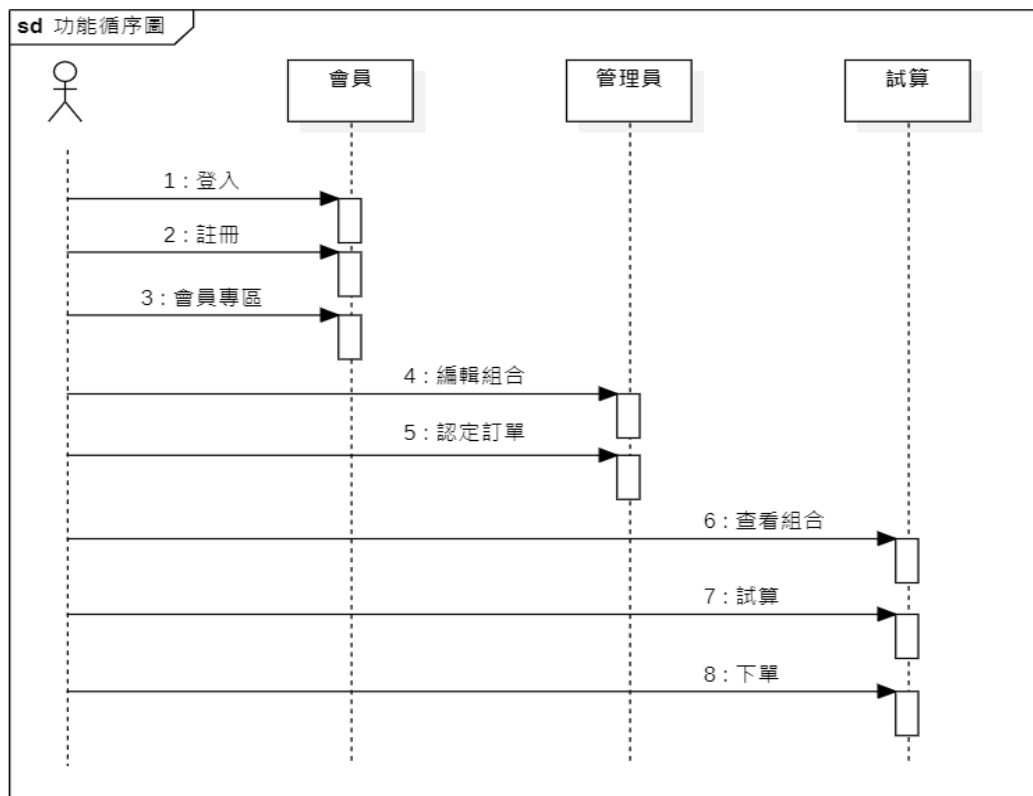 sd 功能循序圖
會員
管理員
試算
1 : 登入
2 : 註冊
3 : 會員專區
4 : 編輯組合
5 : 認定訂單
6 : 查看組合
7 : 試算
8 : 下單